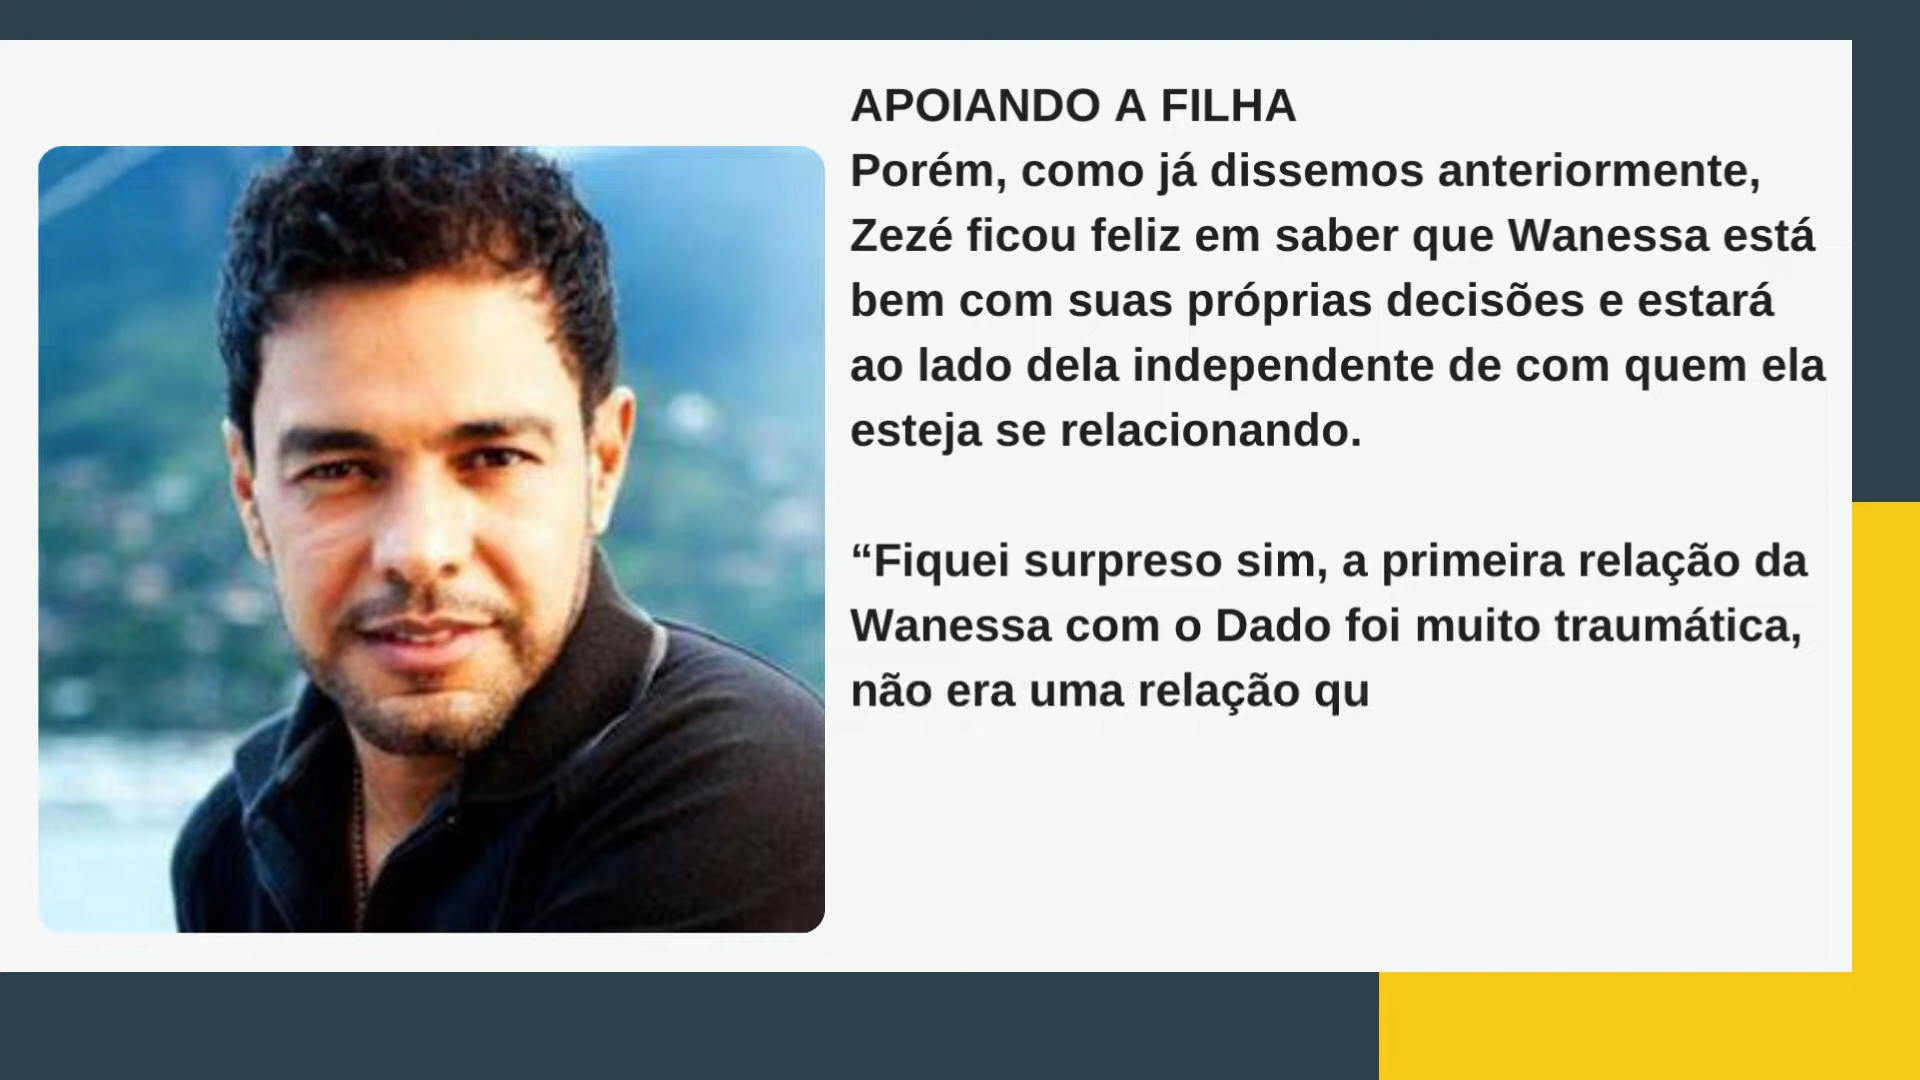 APOIANDO A FILHA
Porém, como já dissemos anteriormente,
Zezé ficou feliz em saber que Wanessa está
bem com suas próprias decisões e estará
ao lado dela independente de com quem ela
esteja se relacionando.
“Fiquei surpreso sim, a primeira relação da
Wanessa com o Dado foi muito traumática,
não era uma relação qu